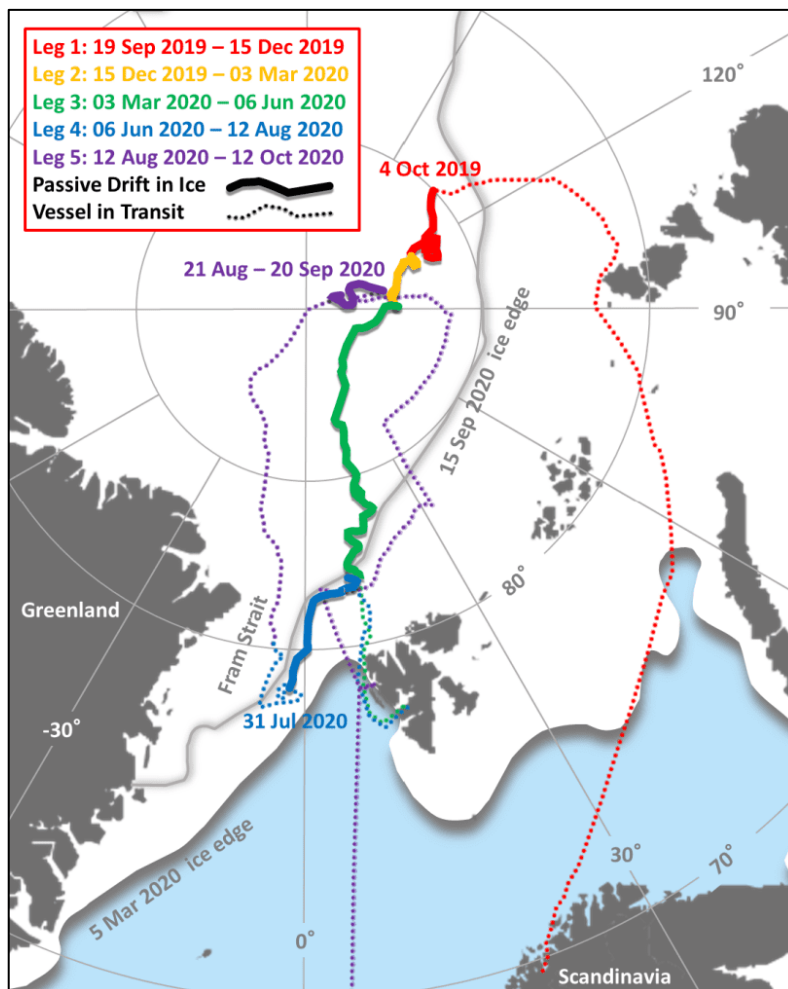 Leg 1: 19 Sep 2019 – 15 Dec 2019
Leg 2: 15 Dec 2019 – 03 Mar 2020
Leg 3: 03 Mar 2020 – 06 Jun 2020
Leg 4: 06 Jun 2020 – 12 Aug 2020
Leg 5: 12 Aug 2020 – 12 Oct 2020
Passive Drift in Ice
Vessel in Transit
120°
4 Oct 2019
21 Aug – 20 Sep 2020
90°
15 Sep 2020 ice edge
80°
Greenland
Fram Strait
-30°
31 Jul 2020
5 Mar 2020 ice edge
30°
70°
0°
Scandinavia